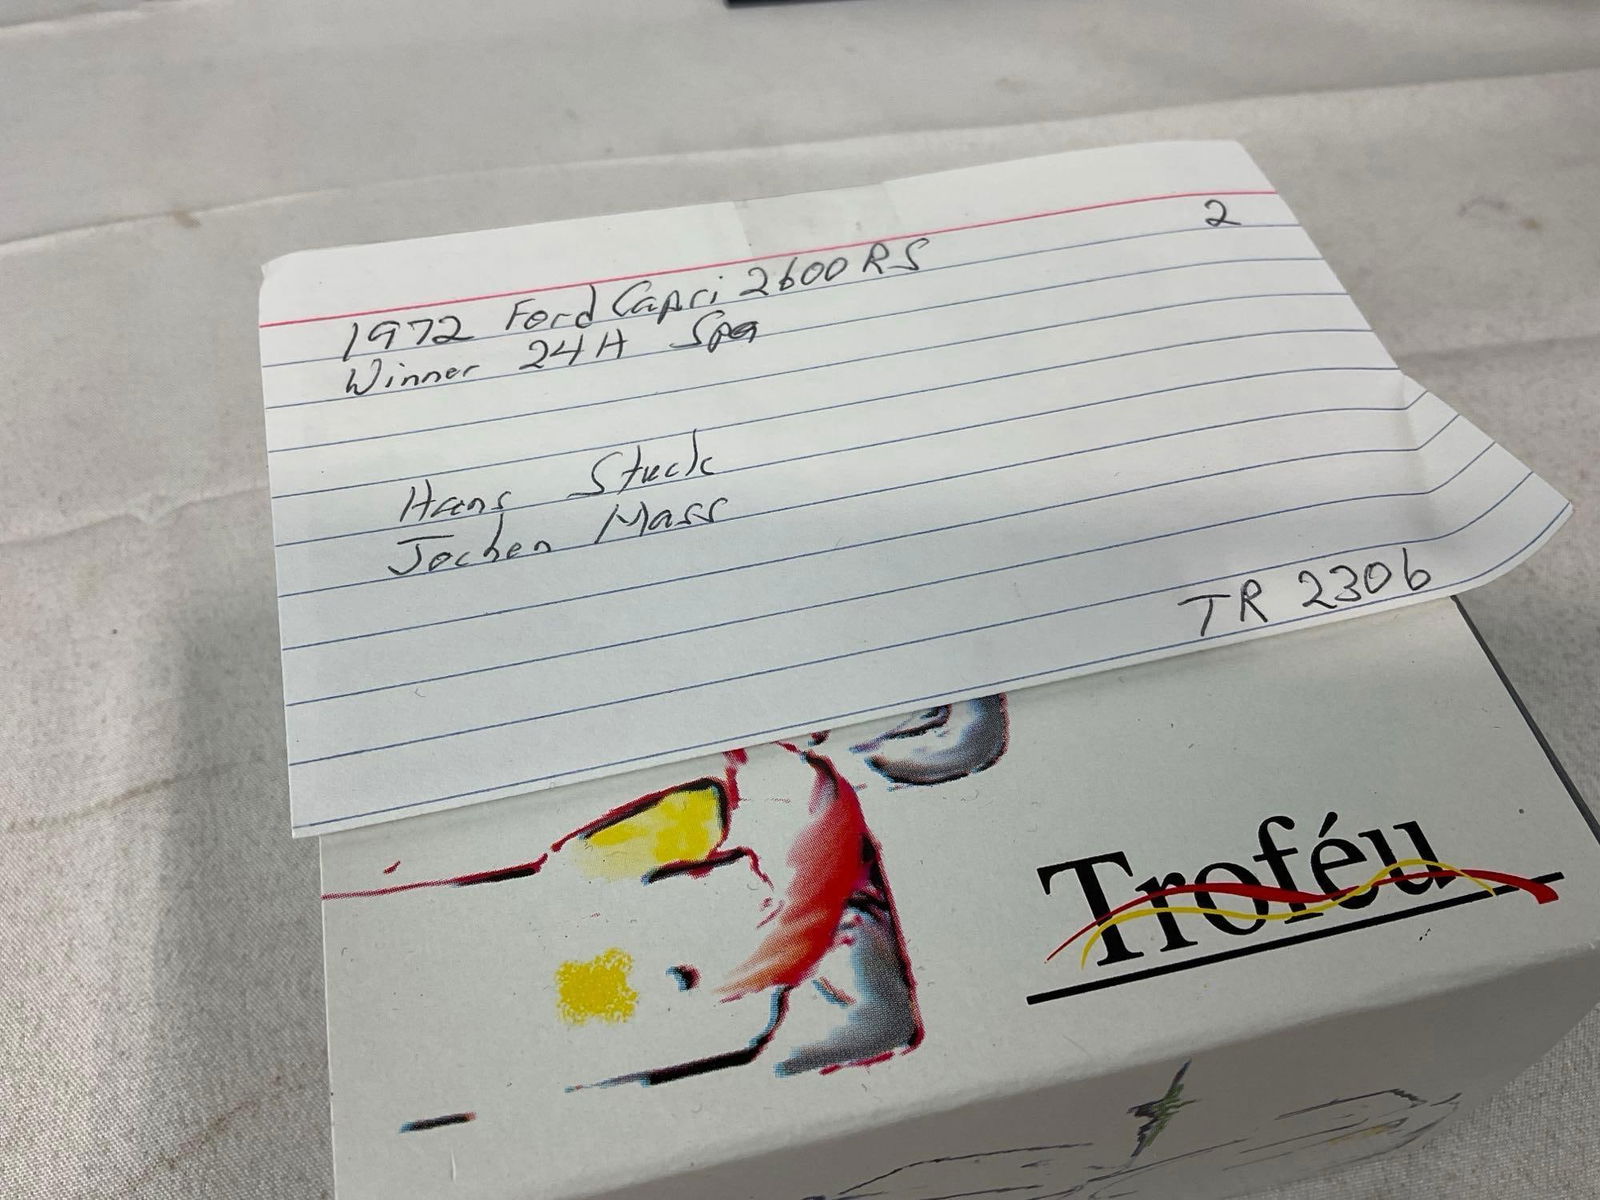 2
1972 Ford Capri 2600 RS
Winner 24H Spa
Hans Stuck
Jochen Mass
TR 2306
Troféu